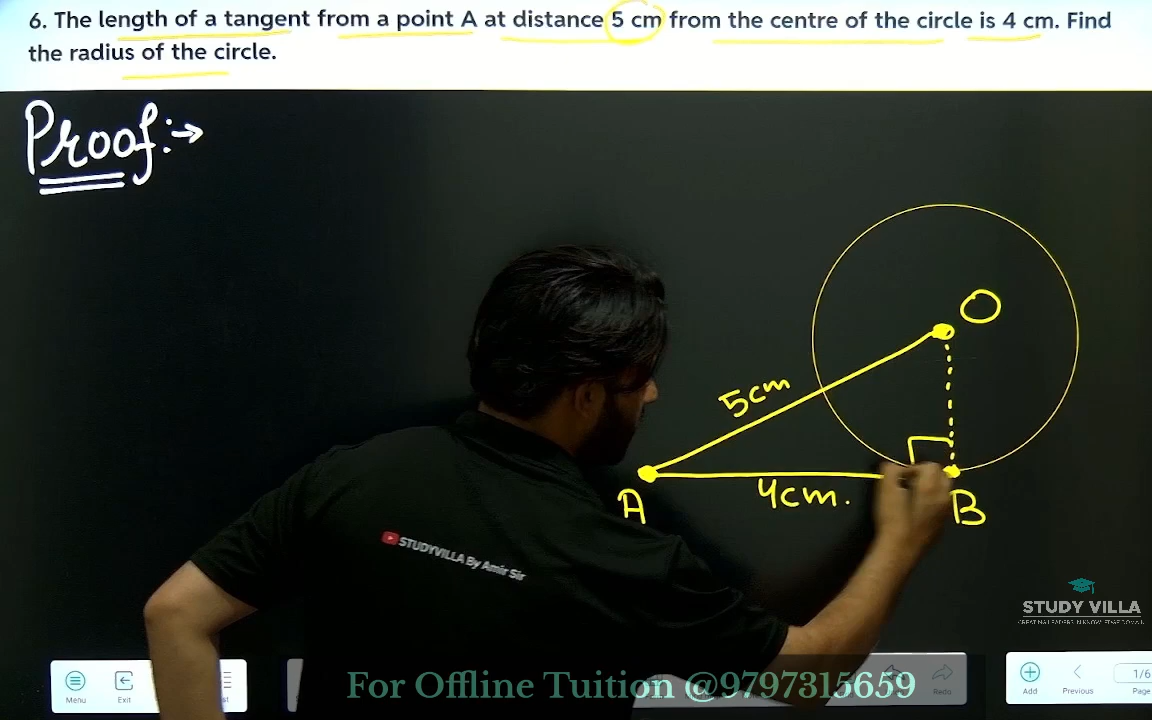 6. The length of a tangent from a point A at distance 5 cm from the centre of the circle is 4 cm. Find
the radius of the circle.
Proof:→
O
5cm
A
4cm.
B
STUDYVILLA By Amir Sir
STUDY VILLA
Menu
Exit
Redo
Add
Previous
1/6
Page
For Offline Tuition @9797315659